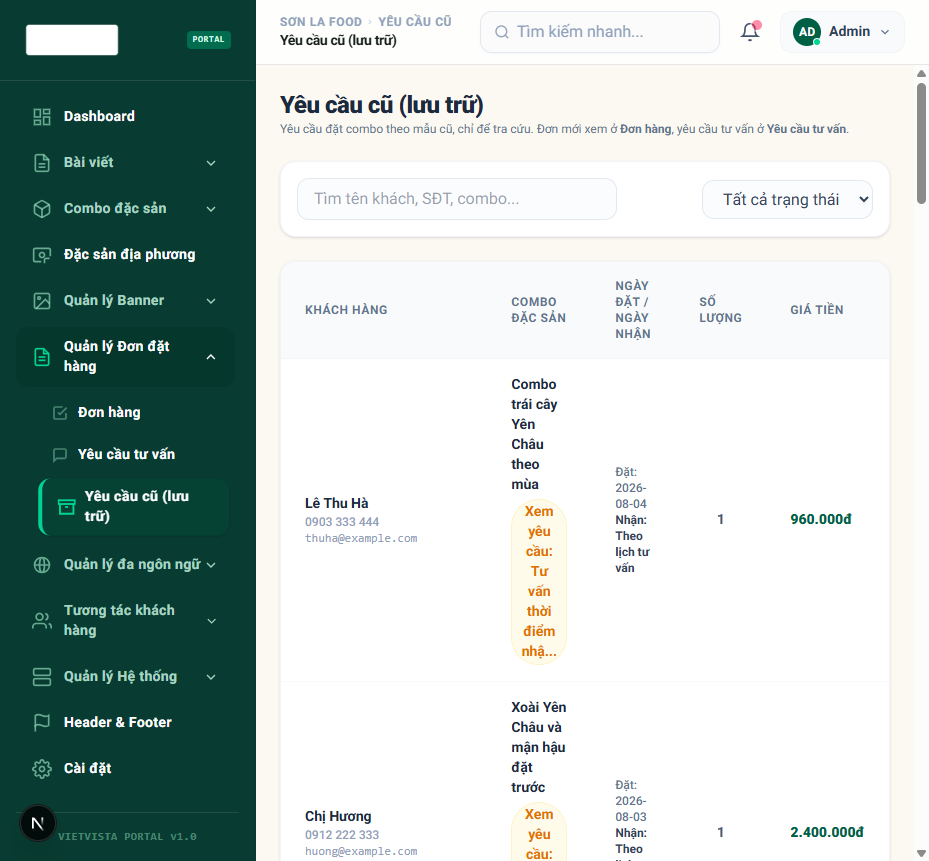 PORTAL
Dashboard
Bài viết
Combo đặc sản
Đặc sản địa phương
Quản lý Banner
Quản lý Đơn đặt
hàng
Đơn hàng
Yêu cầu tư vấn
Yêu cầu cũ (lưu
trữ)
Quản lý đa ngôn ngữ
Tương tác khách
hàng
Quản lý Hệ thống
Header & Footer
Cài đặt
N
VIETVISTA PORTAL v1.0
SƠN LA FOOD › YÊU CẦU CŨ
Yêu cầu cũ (lưu trữ)
Tìm kiếm nhanh...
AD
Admin
Yêu cầu cũ (lưu trữ)
Yêu cầu đặt combo theo mẫu cũ, chỉ để tra cứu. Đơn mới xem ở Đơn hàng, yêu cầu tư vấn ở Yêu cầu tư vấn.
Tìm tên khách, SĐT, combo...
Tất cả trạng thái
KHÁCH HÀNG
COMBO
ĐẶC SẢN
NGÀY
ĐẶT /
NGÀY
NHẬN
SỐ
LƯỢNG
GIÁ TIỀN
Lê Thu Hà
0903 333 444
thuha@example.com
Combo
trái cây
Yên
Châu
theo
mùa
Xem
yêu
cầu:
Tư
vấn
thời
điểm
nhậ...
Đặt:
2026-
08-04
Nhận:
Theo
lịch tư
vấn
1
960.000đ
Chị Hương
0912 222 333
huong@example.com
Xoài Yên
Châu và
mận hậu
đặt
trước
Xem
yêu
cầu:
Đặt:
2026-
08-03
Nhận:
Theo
1
2.400.000đ